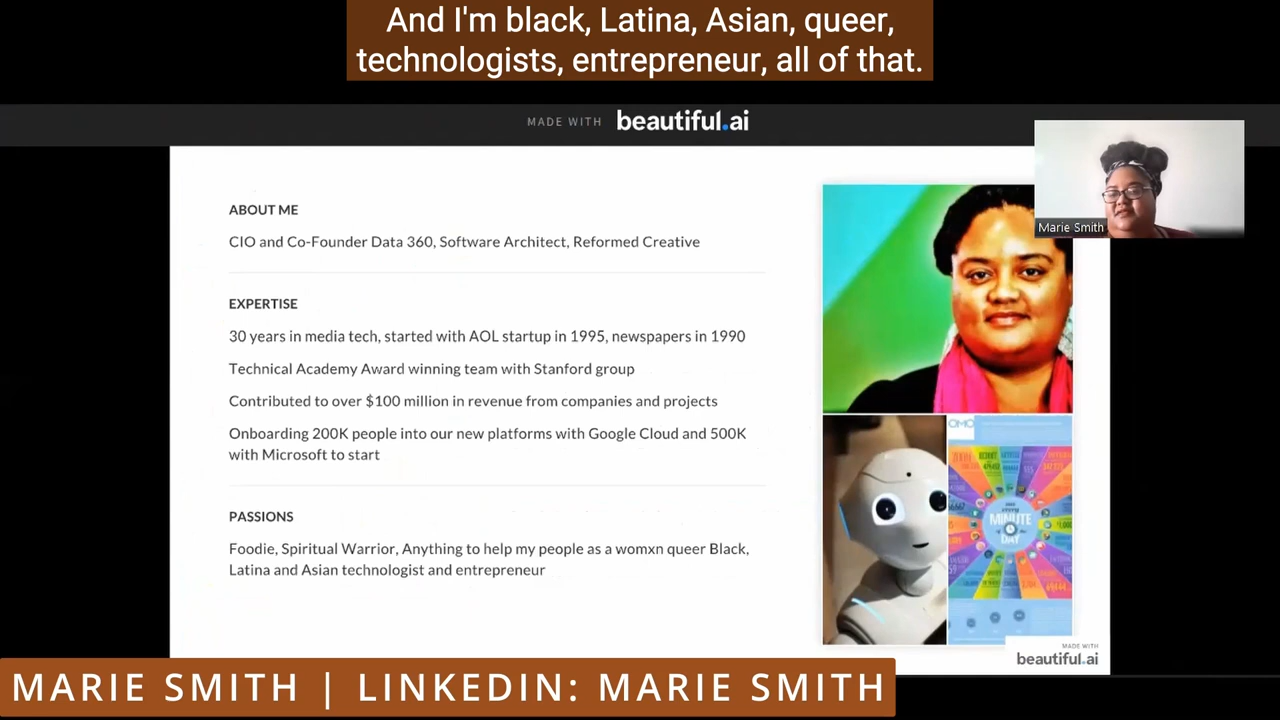 And I'm black, Latina, Asian, queer,
technologists, entrepreneur, all of that.
MADE WITH beautiful.ai
Marie Smith
ABOUT ME
CIO and Co-Founder Data 360, Software Architect, Reformed Creative
EXPERTISE
30 years in media tech, started with AOL startup in 1995, newspapers in 1990
Technical Academy Award winning team with Stanford group
Contributed to over $100 million in revenue from companies and projects
Onboarding 200K people into our new platforms with Google Cloud and 500K
with Microsoft to start
PASSIONS
Foodie, Spiritual Warrior, Anything to help my people as a womxn queer Black,
Latina and Asian technologist and entrepreneur
DOMO
MINUTE
DAY
MADE WITH
beautiful.ai
MARIE SMITH | LINKEDIN: MARIE SMITH